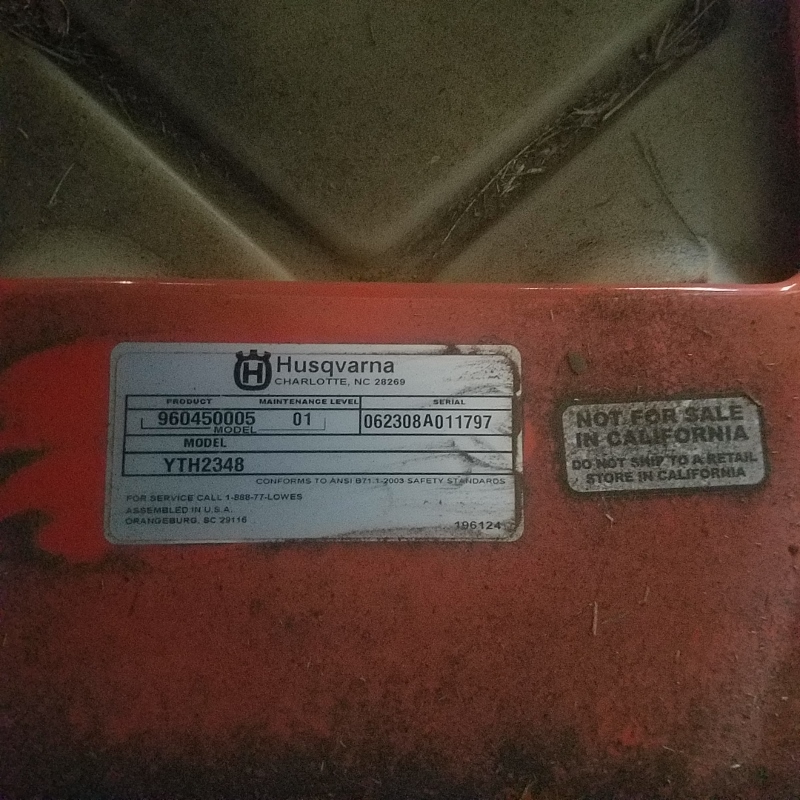 Husqvarna
CHARLOTTE, NC 28269
PRODUCT MAINTENANCE LEVEL SERIAL
960450005 01 062308A011797
MODEL
MODEL
YTH2348
CONFORMS TO ANSI B71.1-2003 SAFETY STANDARDS
FOR SERVICE CALL 1-888-77-LOWES
ASSEMBLED IN U.S.A.
ORANGEBURG, SC 29116
196124
NOT FOR SALE
IN CALIFORNIA
DO NOT SHIP TO A RETAIL
STORE IN CALIFORNIA